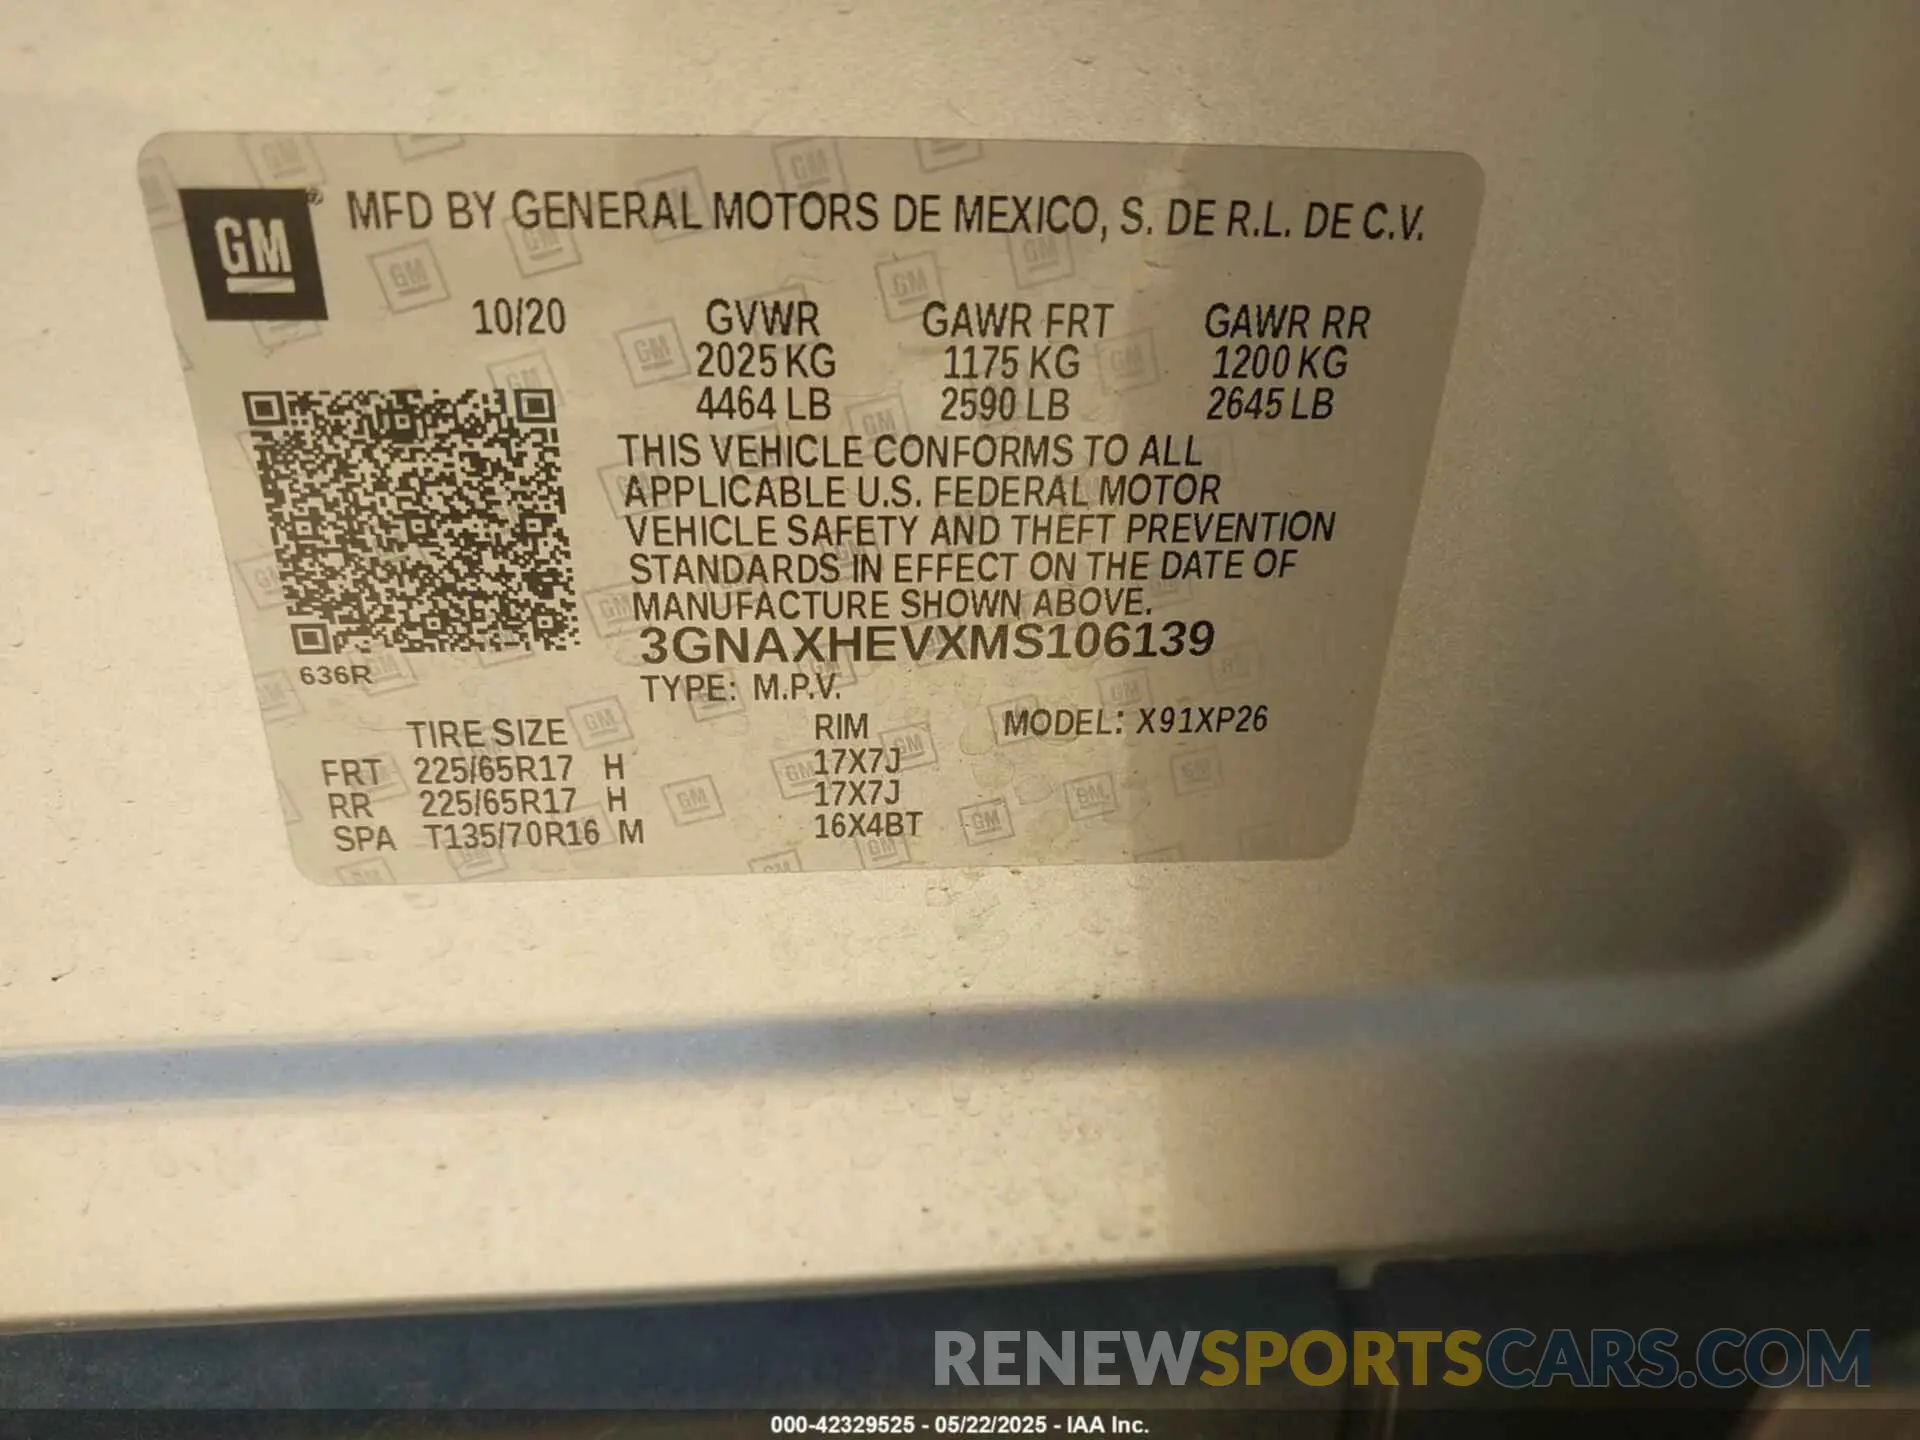 GM ® MFD BY GENERAL MOTORS DE MEXICO, S. DE R.L. DE C.V.
10/20 GVWR GAWR FRT GAWR RR
2025 KG 1175 KG 1200 KG
4464 LB 2590 LB 2645 LB
THIS VEHICLE CONFORMS TO ALL
APPLICABLE U.S. FEDERAL MOTOR
VEHICLE SAFETY AND THEFT PREVENTION
STANDARDS IN EFFECT ON THE DATE OF
MANUFACTURE SHOWN ABOVE.
3GNAXHEVXMS106139
636R
TYPE: M.P.V.
TIRE SIZE RIM MODEL: X91XP26
FRT 225/65R17 H 17X7J
RR 225/65R17 H 17X7J
SPA T135/70R16 M 16X4BT
RENEWSPORTSCARS.COM
000-42329525 - 05/22/2025 - IAA Inc.